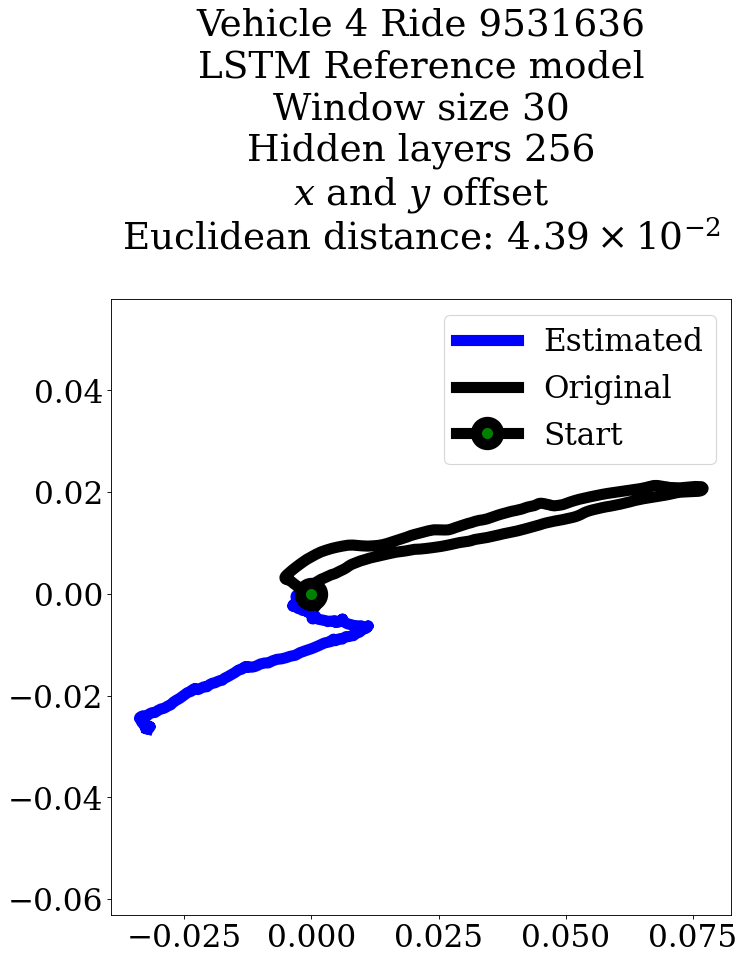 Vehicle 4 Ride 9531636
LSTM Reference model
Window size 30
Hidden layers 256
x and y offset
Euclidean distance: 4.39 × 10⁻²
Estimated
Original
Start
0.04
0.02
0.00
−0.02
−0.04
−0.06
−0.025 0.000 0.025 0.050 0.075